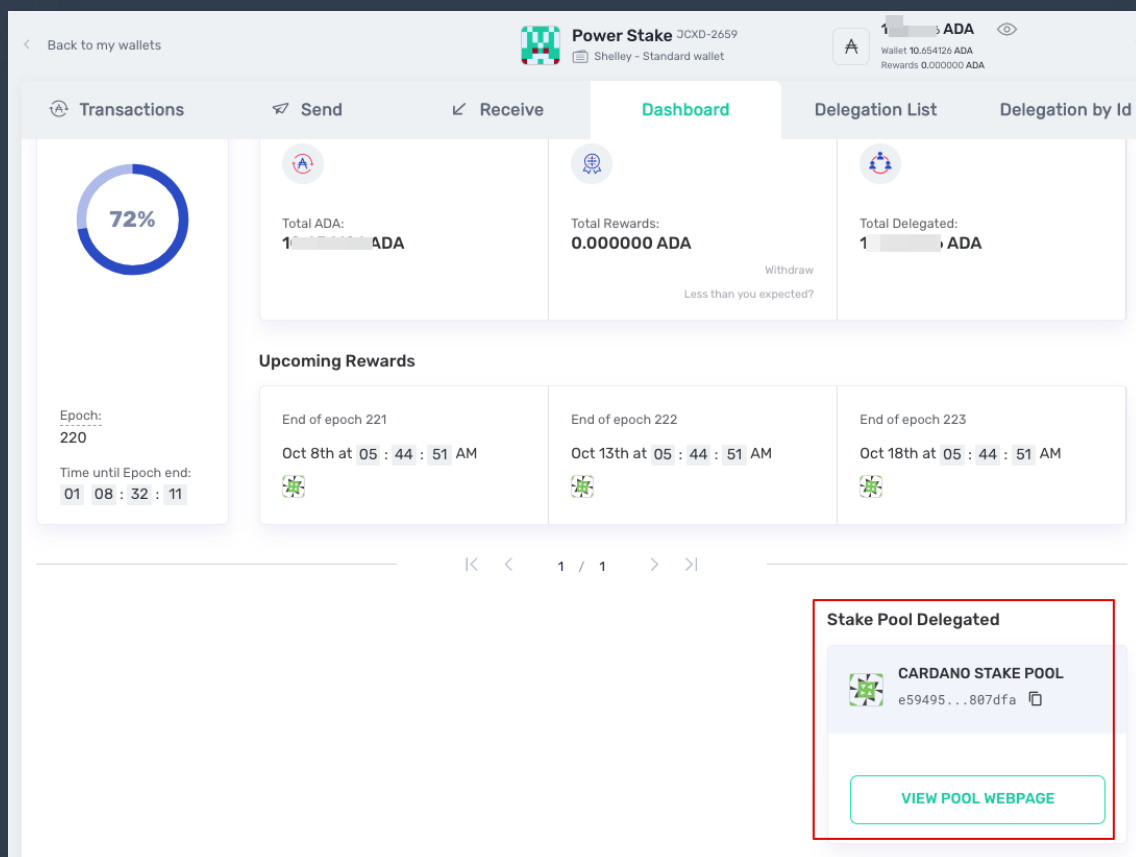 Back to my wallets
Power Stake JCXD-2659
Shelley - Standard wallet
ADA
Wallet 10.654126 ADA
Rewards 0.000000 ADA
Transactions
Send
Receive
Dashboard
Delegation List
Delegation by Id
72%
Total ADA:
ADA
Total Rewards:
0.000000 ADA
Withdraw
Less than you expected?
Total Delegated:
ADA
Upcoming Rewards
Epoch:
220
Time until Epoch end:
01 08 : 32 : 11
End of epoch 221
Oct 8th at 05 : 44 : 51 AM
End of epoch 222
Oct 13th at 05 : 44 : 51 AM
End of epoch 223
Oct 18th at 05 : 44 : 51 AM
1 / 1
Stake Pool Delegated
CARDANO STAKE POOL
e59495...807dfa
VIEW POOL WEBPAGE